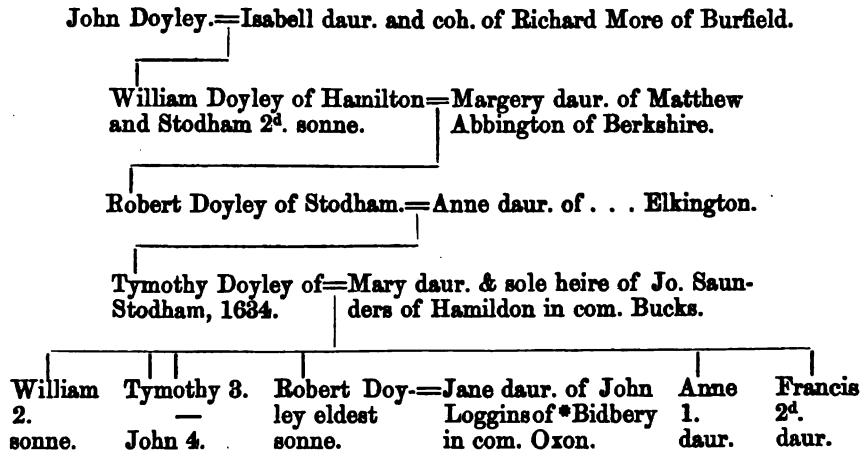 John Doyley.=Isabell daur. and coh. of Richard More of Burfield.
William Doyley of Hamilton=Margery daur. of Matthew
and Stodham 2d. sonne. Abbington of Berkshire.
Robert Doyley of Stodham.=Anne daur. of . . . Elkington.
Tymothy Doyley of=Mary daur. & sole heire of Jo. Saun-
Stodham, 1634. ders of Hamildon in com. Bucks.
William Tymothy 3. Robert Doy-=Jane daur. of John Anne Francis
2. — ley eldest Loggins of *Bidbery 1. 2d.
sonne. John 4. sonne. in com. Oxon. daur. daur.